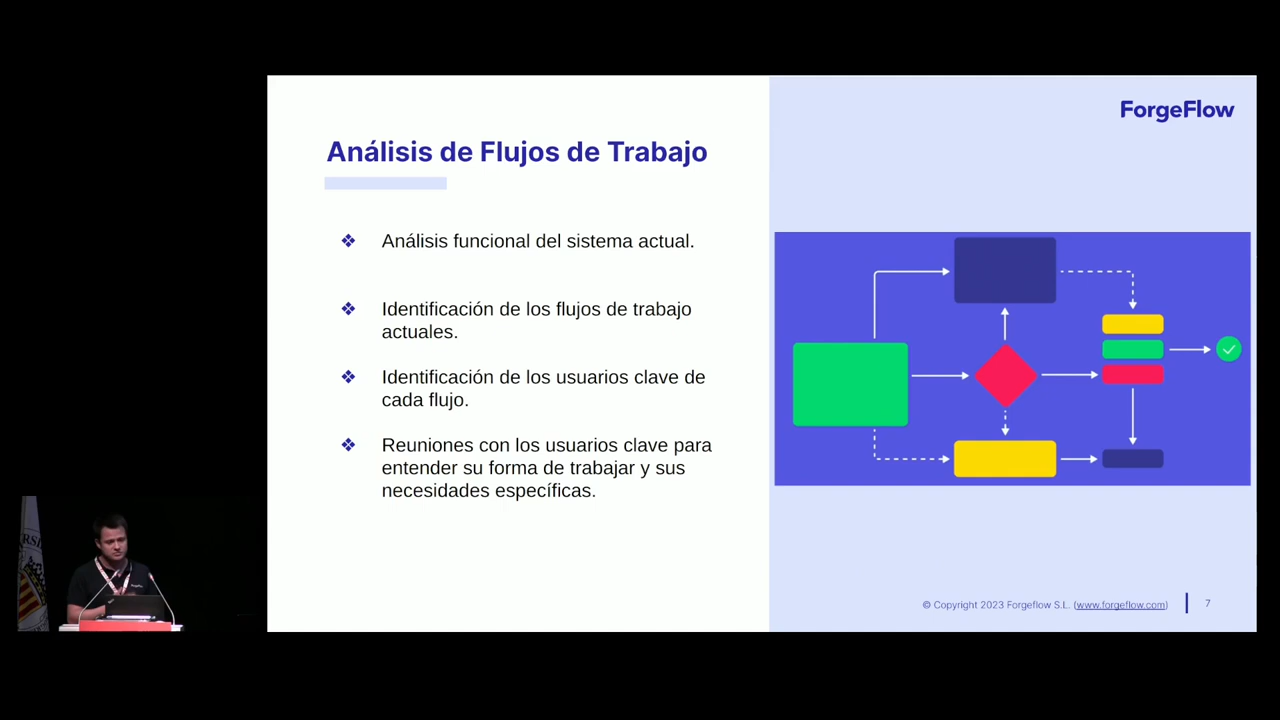 ForgeFlow
Análisis de Flujos de Trabajo
❖ Análisis funcional del sistema actual.
❖ Identificación de los flujos de trabajo
actuales.
❖ Identificación de los usuarios clave de
cada flujo.
❖ Reuniones con los usuarios clave para
entender su forma de trabajar y sus
necesidades específicas.
© Copyright 2023 Forgeflow S.L. (www.forgeflow.com)
7